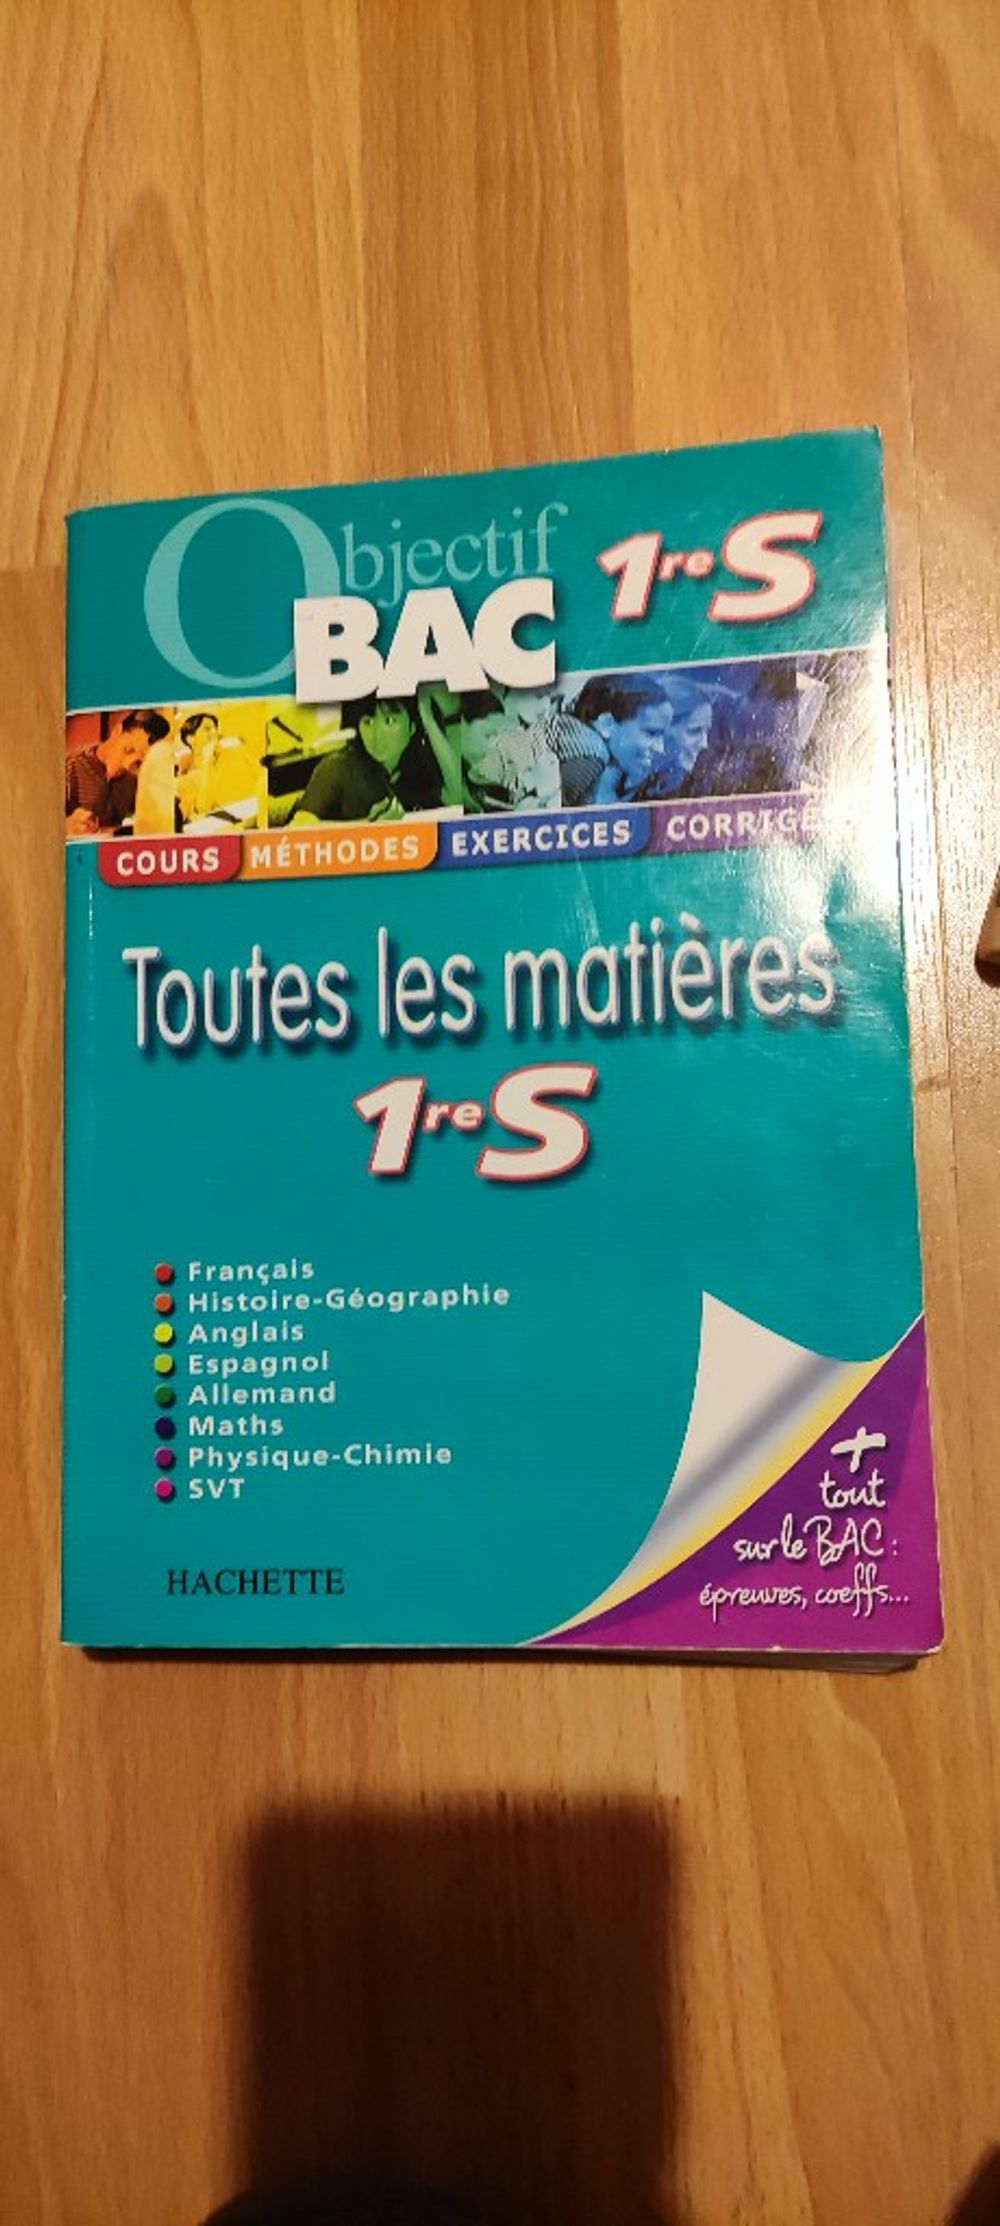 Objectif
BAC
1re S
COURS MÉTHODES EXERCICES CORRIGÉ
Toutes les matières
1re S
Français
Histoire-Géographie
Anglais
Espagnol
Allemand
Maths
Physique-Chimie
SVT
+
tout
sur le BAC :
épreuves, coeffs...
HACHETTE